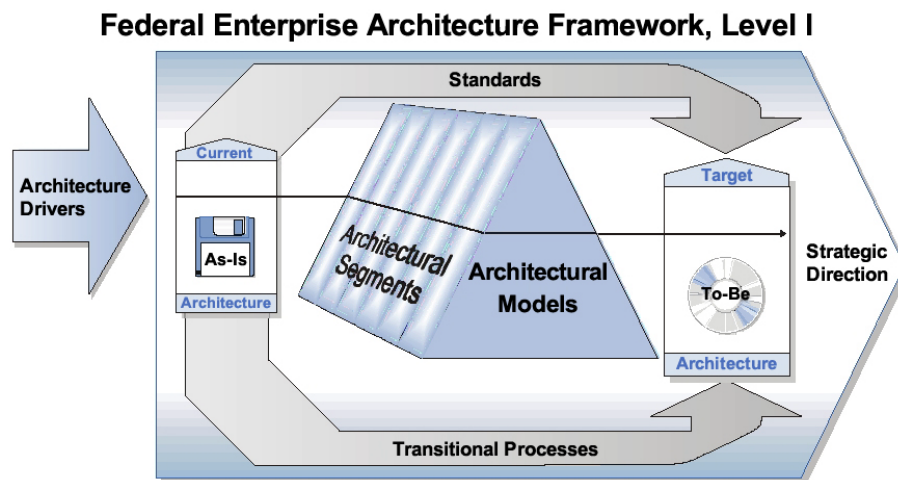 Federal Enterprise Architecture Framework, Level I
Standards
Current
Architecture
Drivers
As-Is
Architecture
Architectural
Segments
Architectural
Models
Target
To-Be
Architecture
Strategic
Direction
Transitional Processes